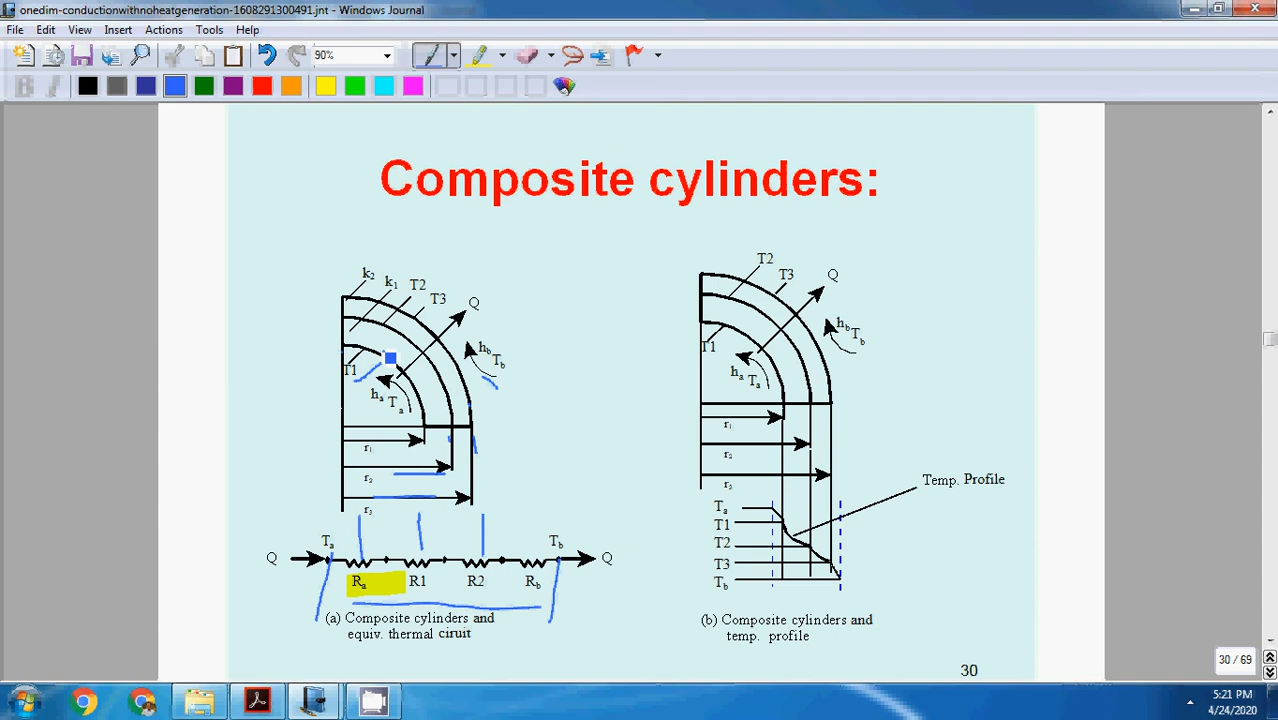 onedim-conductionwithnoheatgeneration-1608291300491.jnt - Windows Journal
File Edit View Insert Actions Tools Help
90%
Composite cylinders:
k2
k1
T2
T3
Q
hb
Tb
T1
ha
Ta
r1
r2
r3
Ta
Tb
Q
Q
Ra R1 R2 Rb
(a) Composite cylinders and
equiv. thermal ciruit
T2
T3
Q
hb
Tb
T1
ha
Ta
r1
r2
r3
Temp. Profile
Ta
T1
T2
T3
Tb
(b) Composite cylinders and
temp. profile
30
30 / 69
5:21 PM
4/24/2020